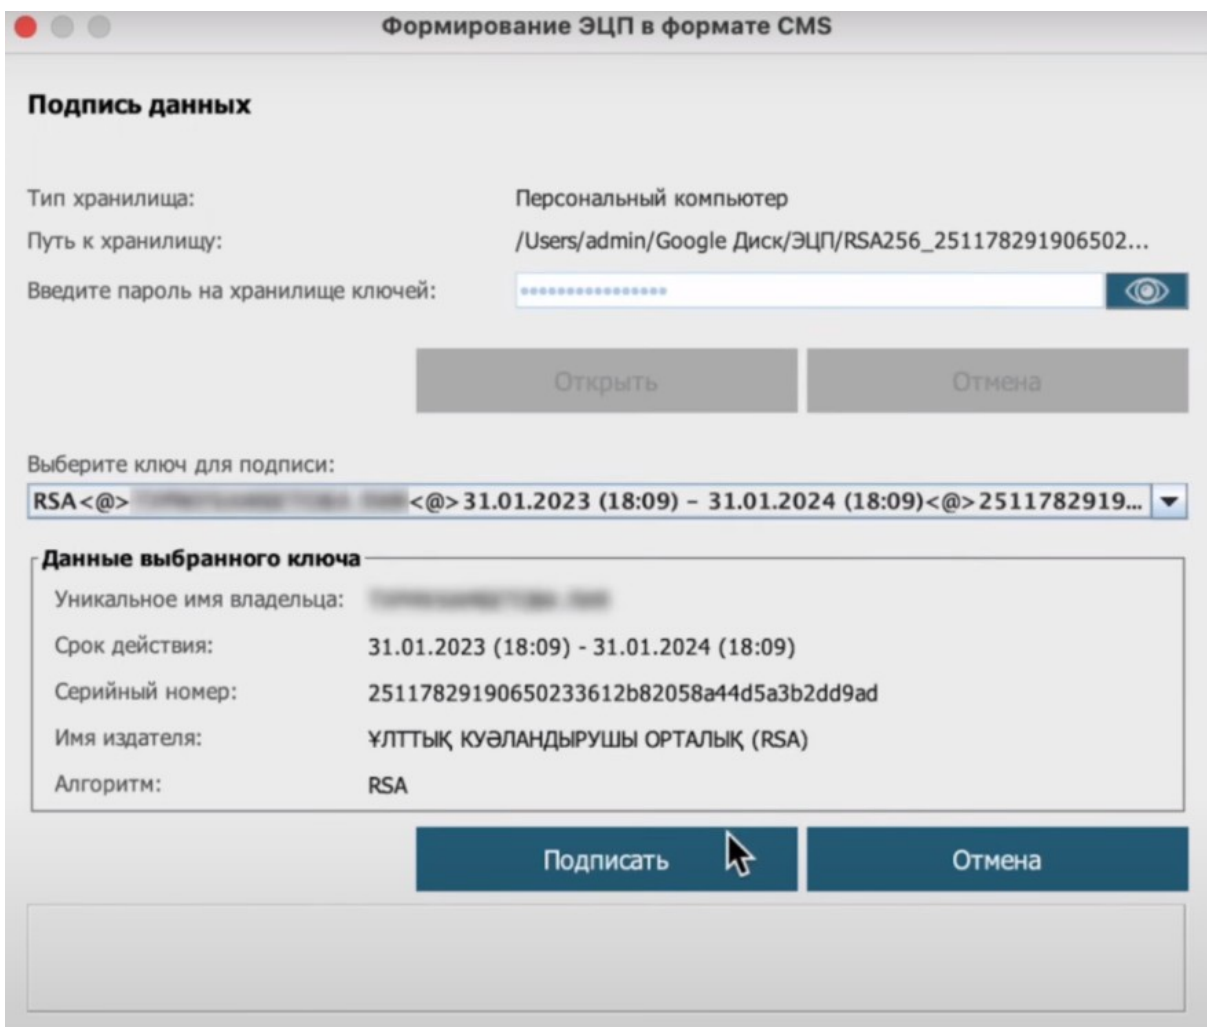 Формирование ЭЦП в формате CMS
Подпись данных
Тип хранилища: Персональный компьютер
Путь к хранилищу: /Users/admin/Google Диск/ЭЦП/RSA256_251178291906502...
Введите пароль на хранилище ключей: ••••••••••••••••
Открыть Отмена
Выберите ключ для подписи:
RSA<@> <@>31.01.2023 (18:09) – 31.01.2024 (18:09)<@>2511782919...
Данные выбранного ключа
Уникальное имя владельца:
Срок действия: 31.01.2023 (18:09) - 31.01.2024 (18:09)
Серийный номер: 25117829190650233612b82058a44d5a3b2dd9ad
Имя издателя: ҰЛТТЫҚ КУӘЛАНДЫРУШЫ ОРТАЛЫҚ (RSA)
Алгоритм: RSA
Подписать Отмена